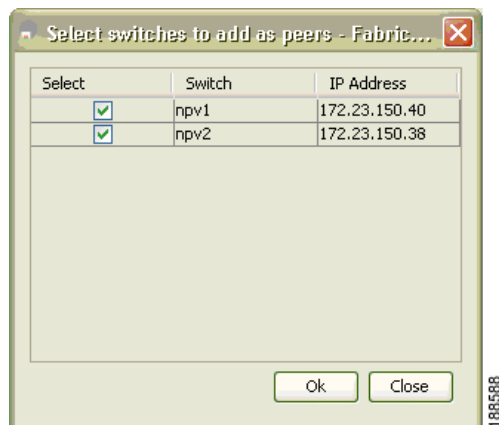 Select switches to add as peers - Fabric...
Select Switch IP Address
npv1 172.23.150.40
npv2 172.23.150.38
Ok Close
188588